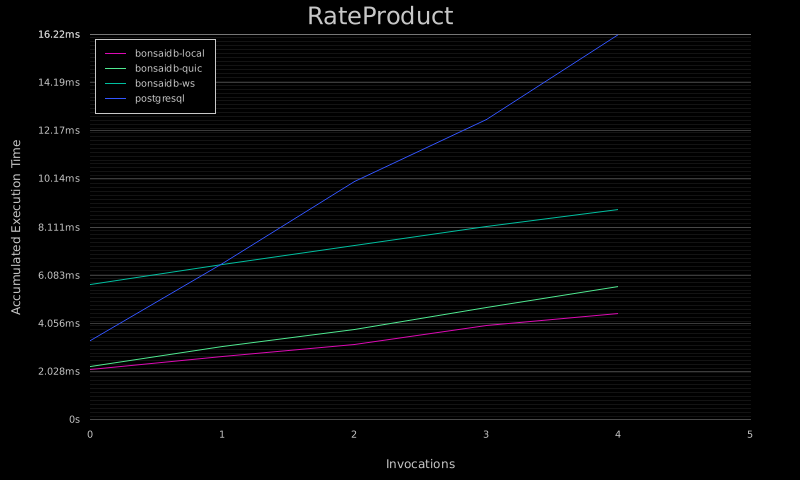 RateProduct
16.22ms
14.19ms
12.17ms
10.14ms
8.111ms
6.083ms
4.056ms
2.028ms
0s
bonsaidb-local
bonsaidb-quic
bonsaidb-ws
postgresql
Accumulated Execution Time
0 1 2 3 4 5
Invocations